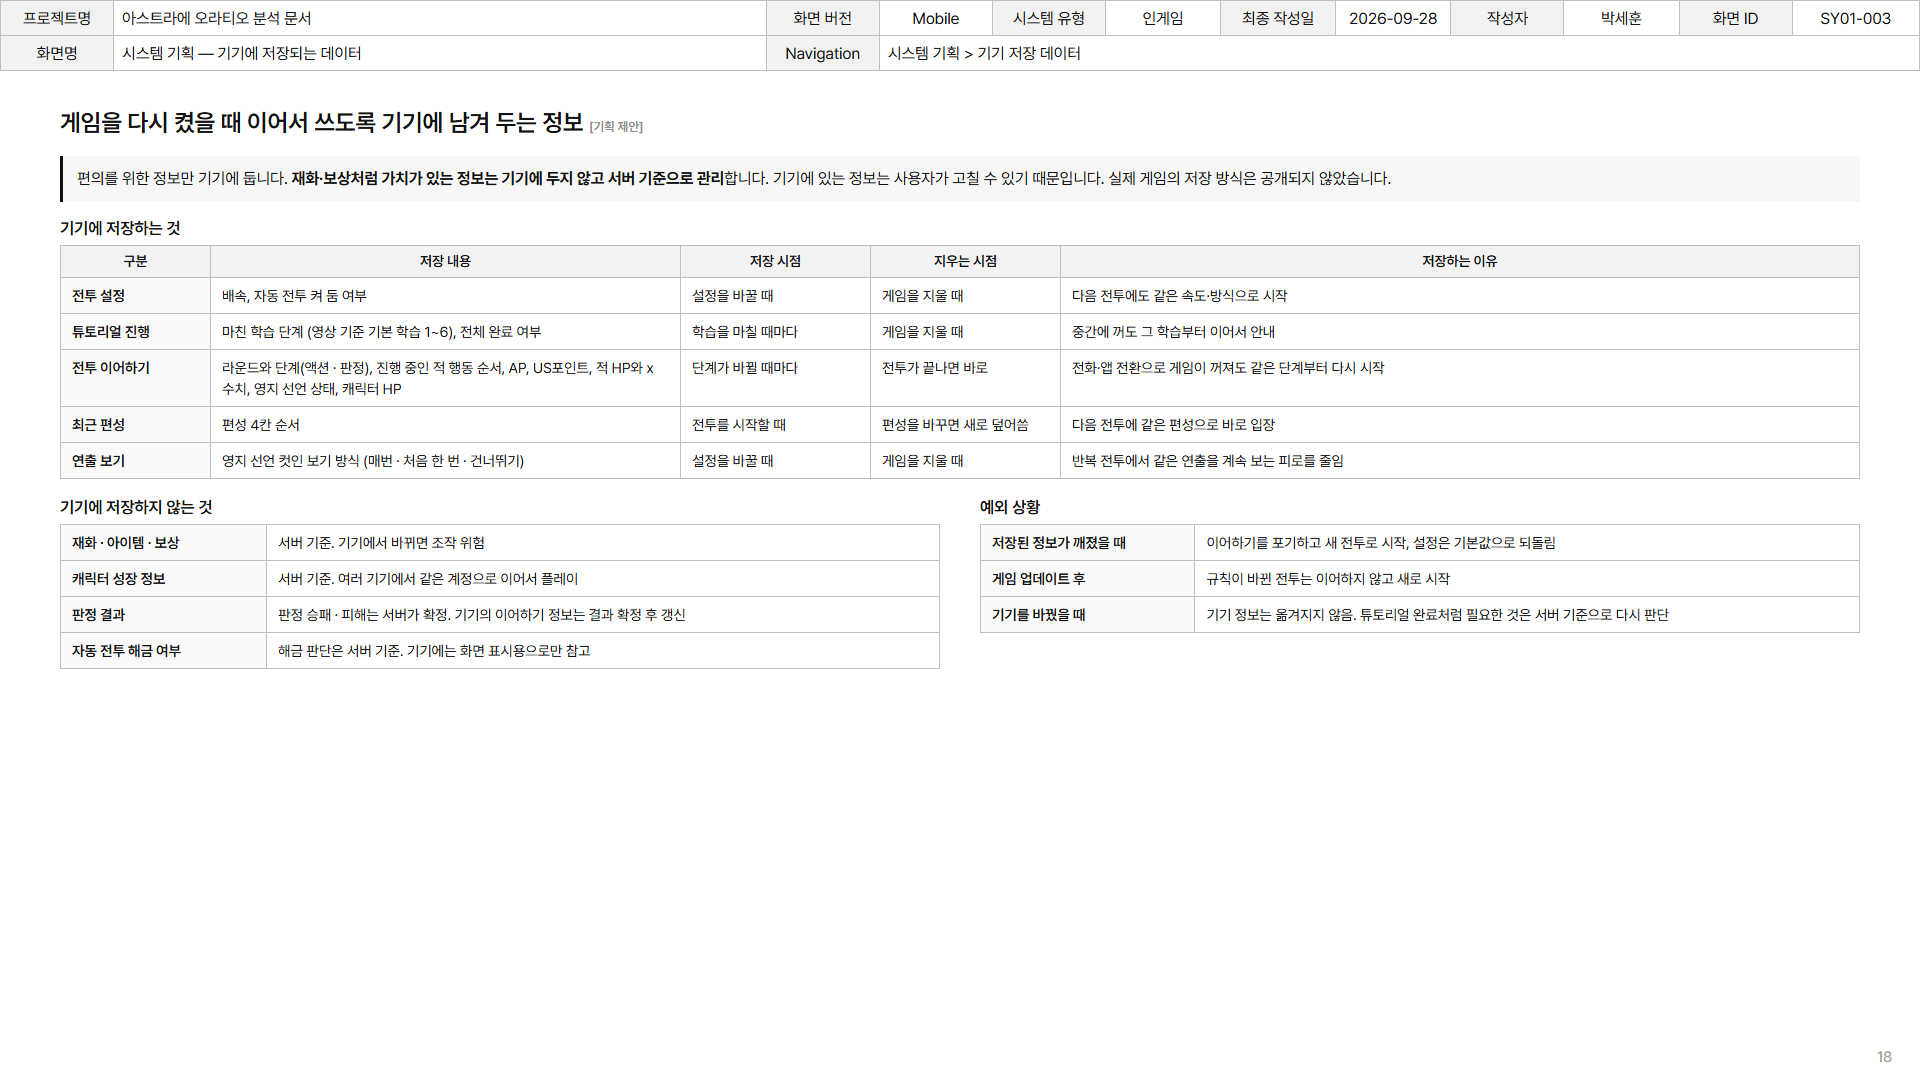 프로젝트명 아스트라에 오라티오 분석 문서 화면 버전 Mobile 시스템 유형 인게임 최종 작성일 2026-09-28 작성자 박세훈 화면 ID SY01-003
화면명 시스템 기획 — 기기에 저장되는 데이터 Navigation 시스템 기획 > 기기 저장 데이터
게임을 다시 켰을 때 이어서 쓰도록 기기에 남겨 두는 정보 [기획 제안]
편의를 위한 정보만 기기에 둡니다. 재화·보상처럼 가치가 있는 정보는 기기에 두지 않고 서버 기준으로 관리합니다. 기기에 있는 정보는 사용자가 고칠 수 있기 때문입니다. 실제 게임의 저장 방식은 공개되지 않았습니다.
기기에 저장하는 것
구분 저장 내용 저장 시점 지우는 시점 저장하는 이유
전투 설정 배속, 자동 전투 켜 둠 여부 설정을 바꿀 때 게임을 지울 때 다음 전투에도 같은 속도·방식으로 시작
튜토리얼 진행 마친 학습 단계 (영상 기준 기본 학습 1~6), 전체 완료 여부 학습을 마칠 때마다 게임을 지울 때 중간에 꺼도 그 학습부터 이어서 안내
전투 이어하기 라운드와 단계(액션 · 판정), 진행 중인 적 행동 순서, AP, US포인트, 적 HP와 x 단계가 바뀔 때마다 전투가 끝나면 바로 전화·앱 전환으로 게임이 꺼져도 같은 단계부터 다시 시작
수치, 영지 선언 상태, 캐릭터 HP
최근 편성 편성 4칸 순서 전투를 시작할 때 편성을 바꾸면 새로 덮어씀 다음 전투에 같은 편성으로 바로 입장
연출 보기 영지 선언 컷인 보기 방식 (매번 · 처음 한 번 · 건너뛰기) 설정을 바꿀 때 게임을 지울 때 반복 전투에서 같은 연출을 계속 보는 피로를 줄임
기기에 저장하지 않는 것
재화 · 아이템 · 보상 서버 기준. 기기에서 바뀌면 조작 위험
캐릭터 성장 정보 서버 기준. 여러 기기에서 같은 계정으로 이어서 플레이
판정 결과 판정 승패 · 피해는 서버가 확정. 기기의 이어하기 정보는 결과 확정 후 갱신
자동 전투 해금 여부 해금 판단은 서버 기준. 기기에는 화면 표시용으로만 참고
예외 상황
저장된 정보가 깨졌을 때 이어하기를 포기하고 새 전투로 시작, 설정은 기본값으로 되돌림
게임 업데이트 후 규칙이 바뀐 전투는 이어하지 않고 새로 시작
기기를 바꿨을 때 기기 정보는 옮겨지지 않음. 튜토리얼 완료처럼 필요한 것은 서버 기준으로 다시 판단
18